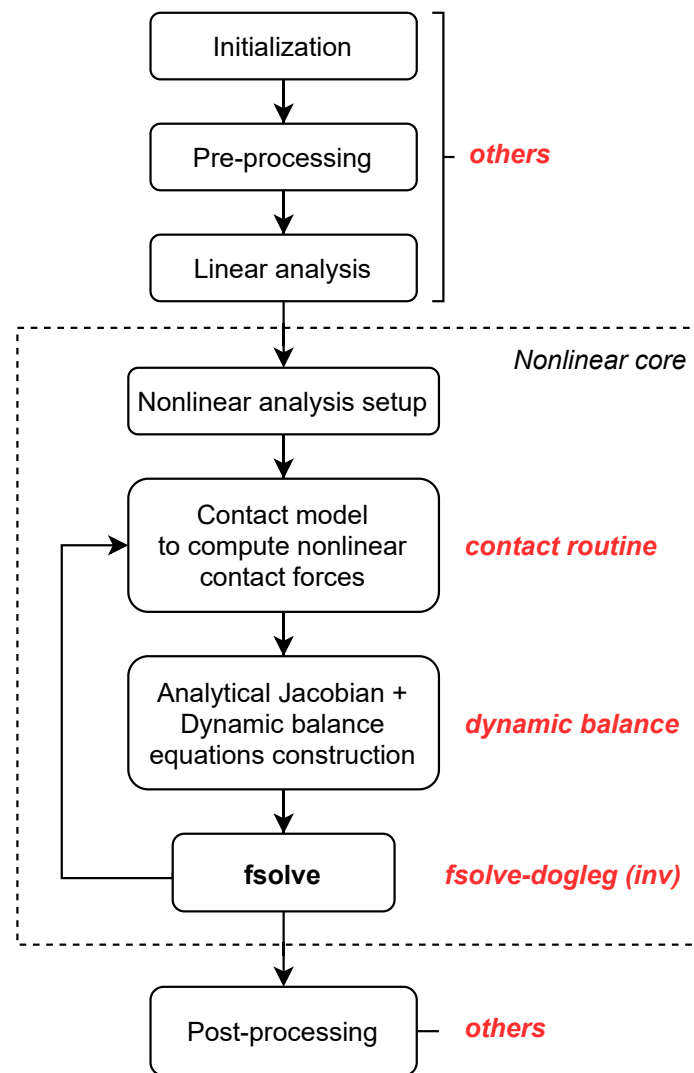 Initialization
Pre-processing
others
Linear analysis
Nonlinear core
Nonlinear analysis setup
Contact model
to compute nonlinear
contact forces
contact routine
Analytical Jacobian +
Dynamic balance
equations construction
dynamic balance
fsolve
fsolve-dogleg (inv)
Post-processing
others